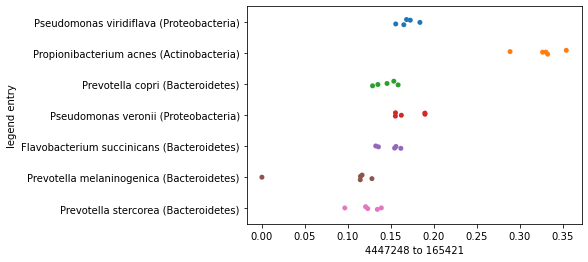 Pseudomonas viridiflava (Proteobacteria)
Propionibacterium acnes (Actinobacteria)
Prevotella copri (Bacteroidetes)
Pseudomonas veronii (Proteobacteria)
Flavobacterium succinicans (Bacteroidetes)
Prevotella melaninogenica (Bacteroidetes)
Prevotella stercorea (Bacteroidetes)
legend entry
0.00 0.05 0.10 0.15 0.20 0.25 0.30 0.35
4447248 to 165421